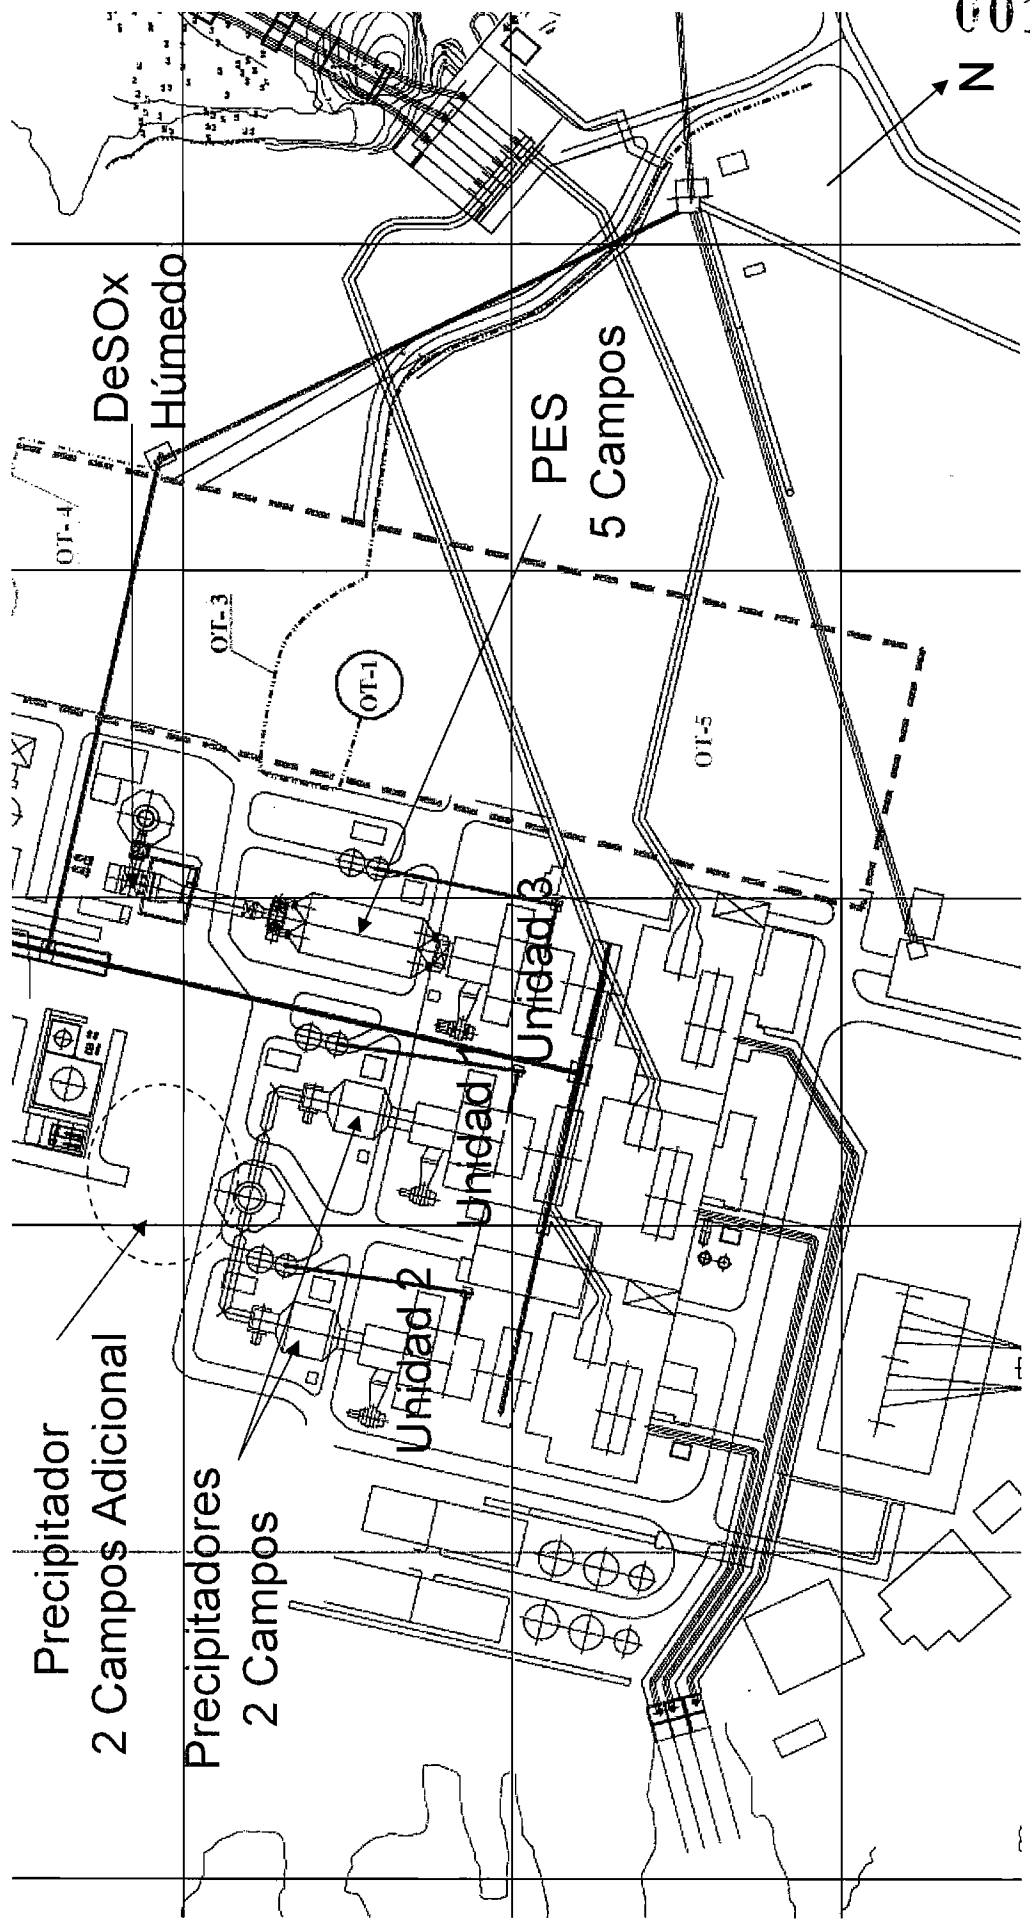 DeSOx
Húmedo
PES
5 Campos
N
OT-4
OT-3
OT-1
OT-5
Unidad 3
Unidad 1
Unidad 2
Precipitador
2 Campos Adicional
Precipitadores
2 Campos